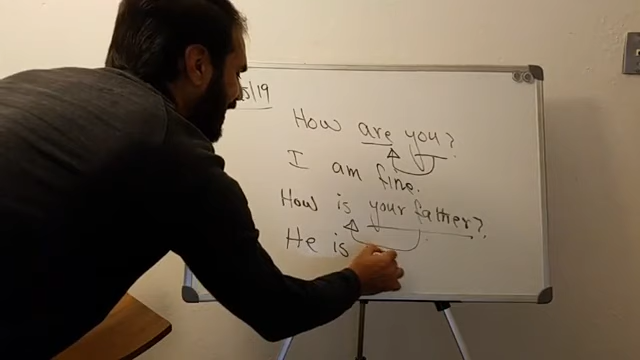 5/19
How are you?
I am fine.
How is your father?
He is